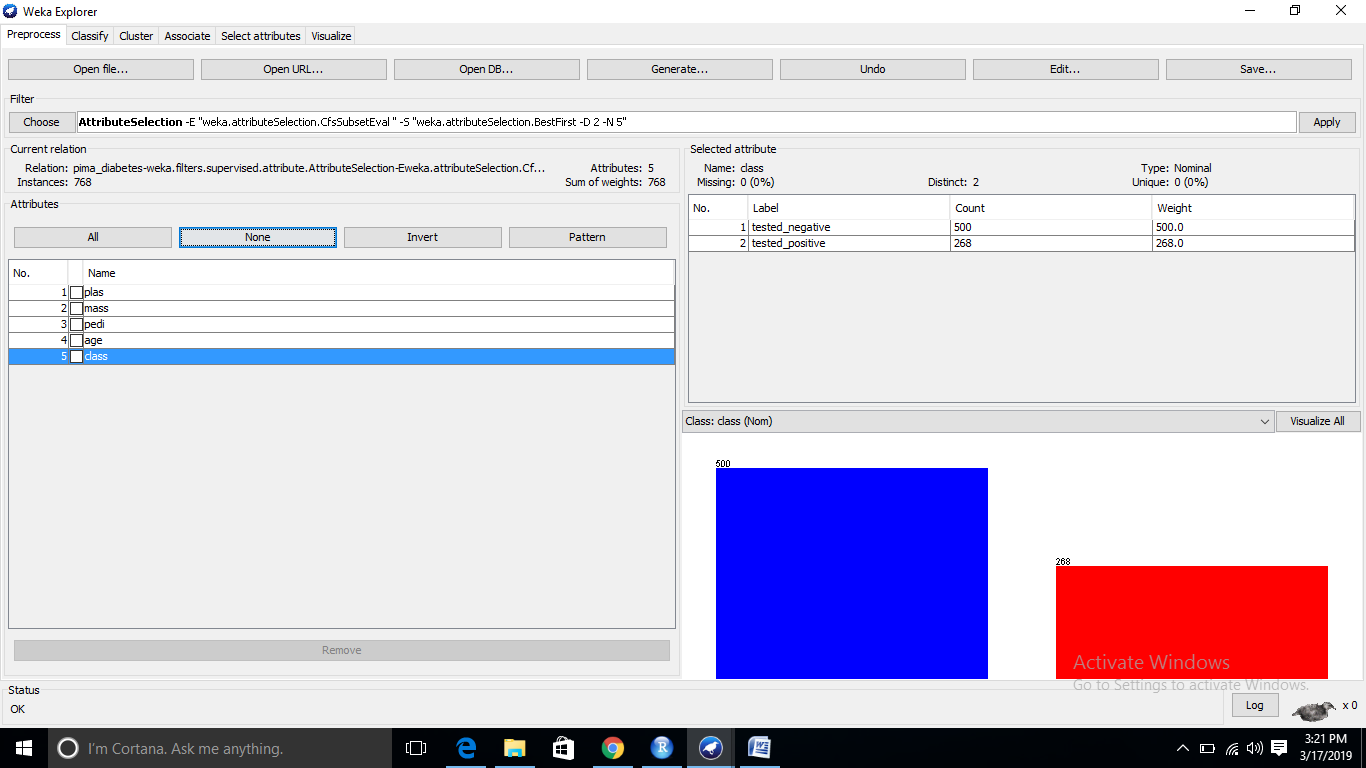 Weka Explorer
Preprocess Classify Cluster Associate Select attributes Visualize
Open file... Open URL... Open DB... Generate... Undo Edit... Save...
Filter
Choose AttributeSelection -E "weka.attributeSelection.CfsSubsetEval " -S "weka.attributeSelection.BestFirst -D 2 -N 5" Apply
Current relation
Relation: pima_diabetes-weka.filters.supervised.attribute.AttributeSelection-Eweka.attributeSelection.Cf... Attributes: 5
Instances: 768 Sum of weights: 768
Attributes
All None Invert Pattern
No. Name
1 plas
2 mass
3 pedi
4 age
5 class
Remove
Selected attribute
Name: class Type: Nominal
Missing: 0 (0%) Distinct: 2 Unique: 0 (0%)
No. Label Count Weight
1 tested_negative 500 500.0
2 tested_positive 268 268.0
Class: class (Nom) Visualize All
500
268
Activate Windows
Go to Settings to activate Windows.
Status
OK
Log x 0
I'm Cortana. Ask me anything.
3:21 PM
3/17/2019